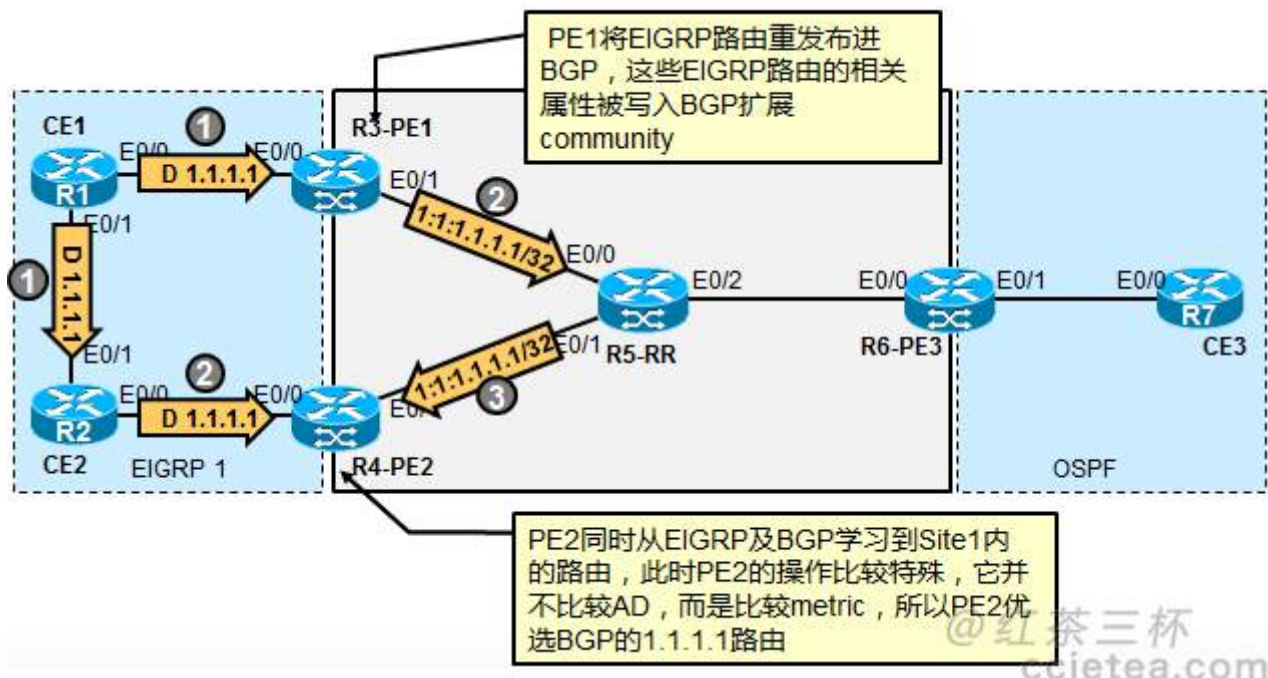 PE1将EIGRP路由重发布进
BGP，这些EIGRP路由的相关
属性被写入BGP扩展
community
CE1
1
R3-PE1
E0/0
E0/0
D 1.1.1.1
R1
E0/1
E0/1
2
1:1:1.1.1.1/32
E0/0
1
D 1.1.1.1
E0/2
E0/0
E0/1
E0/0
R7
E0/1
E0/1
R5-RR
R6-PE3
CE3
2
1:1:1.1.1.1/32
3
E0/0
E0/0
D 1.1.1.1
R2
CE2
EIGRP 1
R4-PE2
OSPF
PE2同时从EIGRP及BGP学习到Site1内
的路由，此时PE2的操作比较特殊，它并
不比较AD，而是比较metric，所以PE2优
选BGP的1.1.1.1路由
@红茶三杯
ccietea.com